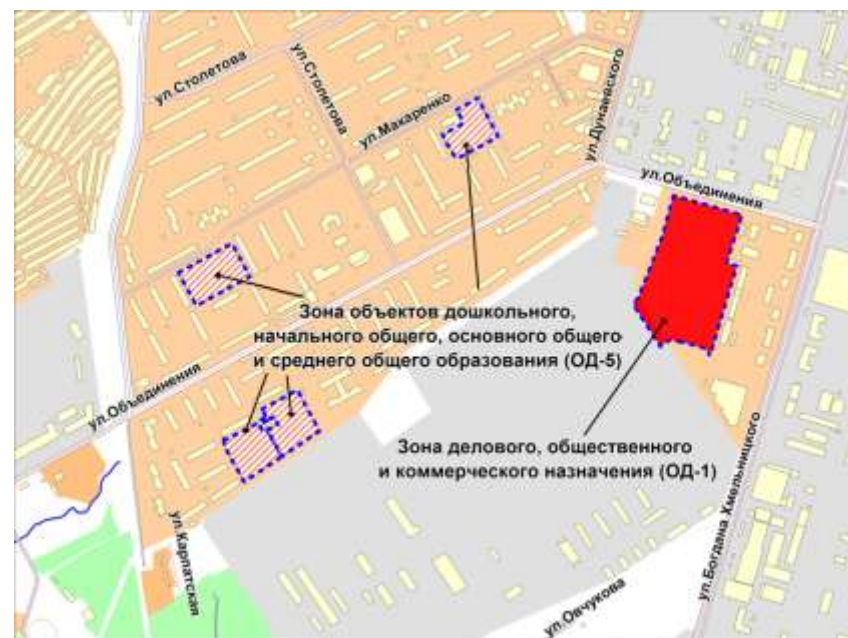 ул.Столетова
ул.Столетова
ул.Макаренко
ул.Дунаевского
ул.Объединения
Зона объектов дошкольного,
начального общего, основного общего
и среднего общего образования (ОД-5)
ул.Объединения
Зона делового, общественного
и коммерческого назначения (ОД-1)
ул.Богдана Хмельницкого
ул.Карпатская
ул.Овчукова